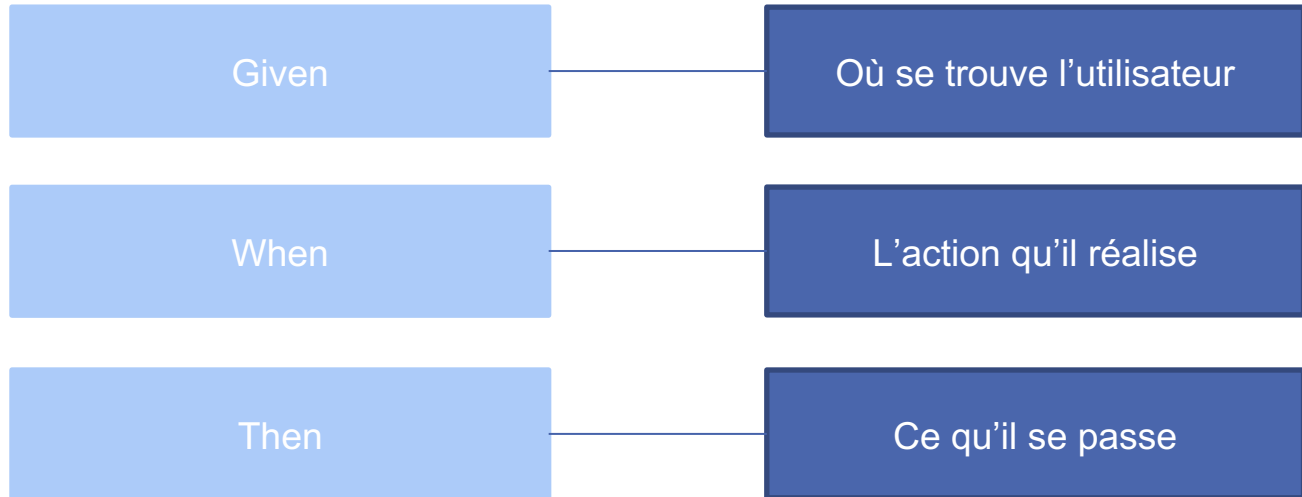 Given
Où se trouve l’utilisateur
When
L’action qu’il réalise
Then
Ce qu’il se passe